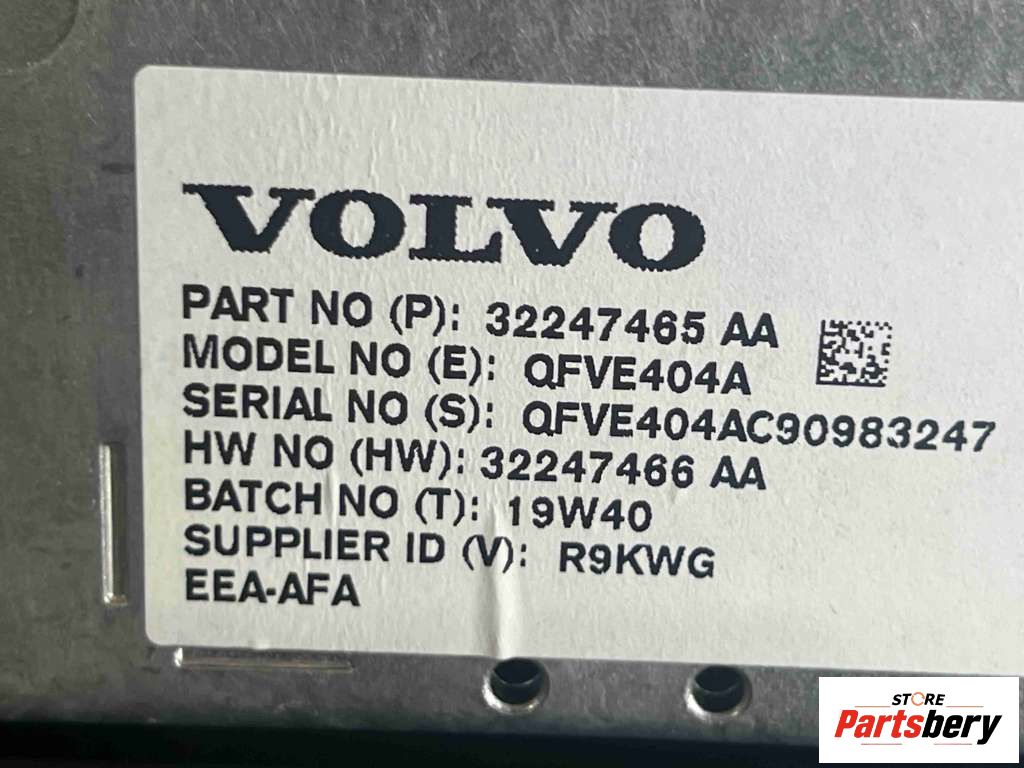 VOLVO
PART NO (P): 32247465 AA
MODEL NO (E): QFVE404A
SERIAL NO (S): QFVE404AC90983247
HW NO (HW): 32247466 AA
BATCH NO (T): 19W40
SUPPLIER ID (V): R9KWG
EEA-AFA
STORE
Partsbery